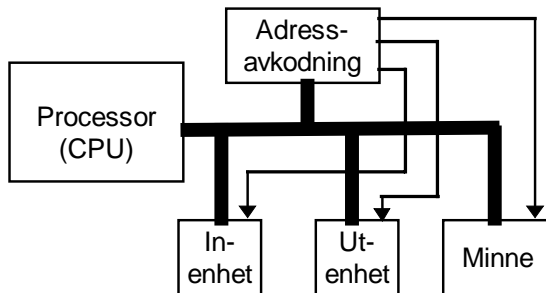 Adress-
avkodning
Processor
(CPU)
In-
enhet
Ut-
enhet
Minne